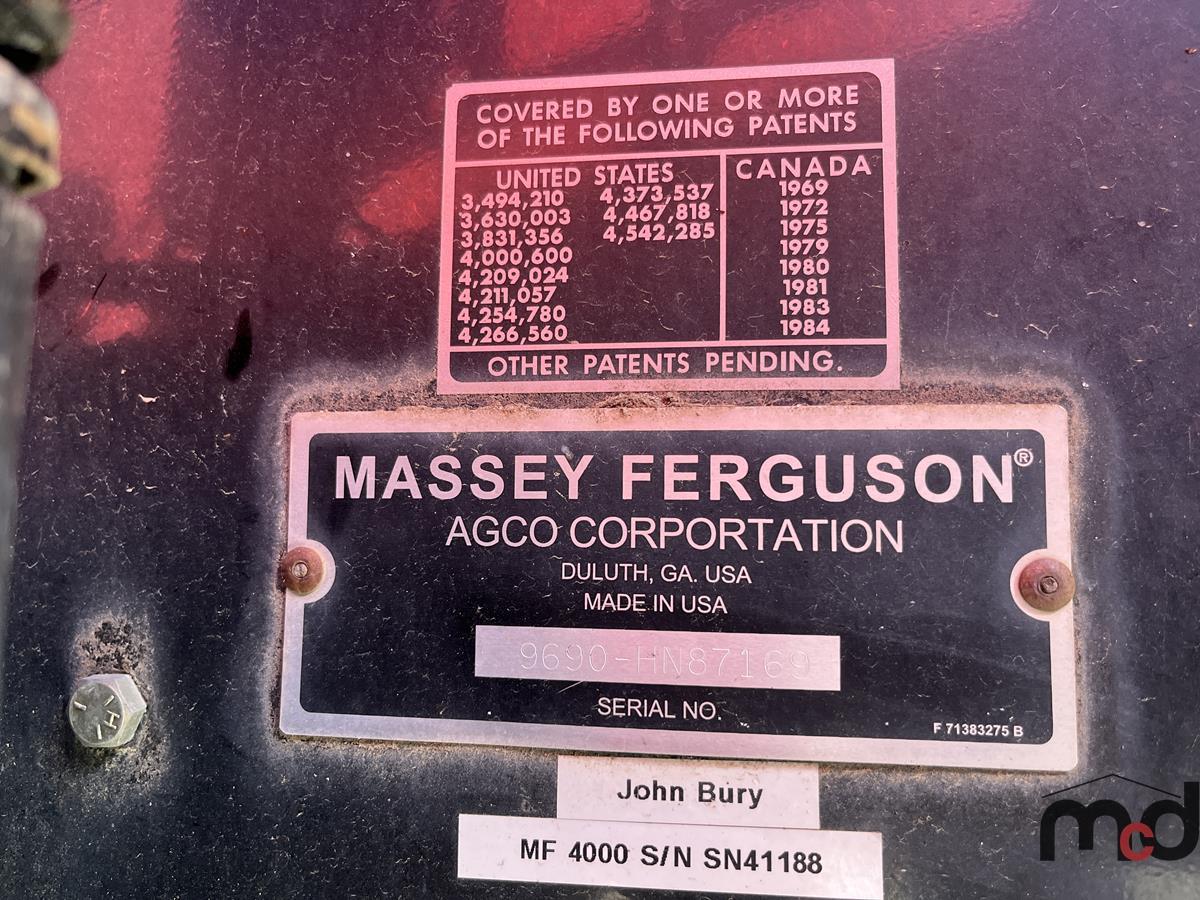 COVERED BY ONE OR MORE
OF THE FOLLOWING PATENTS
UNITED STATES
3,494,210 4,373,537
3,630,003 4,467,818
3,831,356 4,542,285
4,000,600
4,209,024
4,211,057
4,254,780
4,266,560
CANADA
1969
1972
1975
1979
1980
1981
1983
1984
OTHER PATENTS PENDING.
MASSEY FERGUSON®
AGCO CORPORTATION
DULUTH, GA. USA
MADE IN USA
9690-HN87169
SERIAL NO.
F 71383275 B
John Bury
MF 4000 S/N SN41188
H
mcd